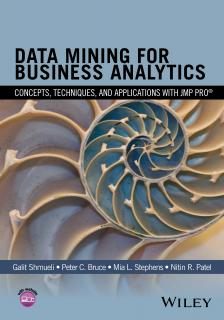 DATA MINING FOR
BUSINESS ANALYTICS
CONCEPTS, TECHNIQUES, AND APPLICATIONS WITH JMP PRO®
Galit Shmueli • Peter C. Bruce • Mia L. Stephens • Nitin R. Patel
WILEY